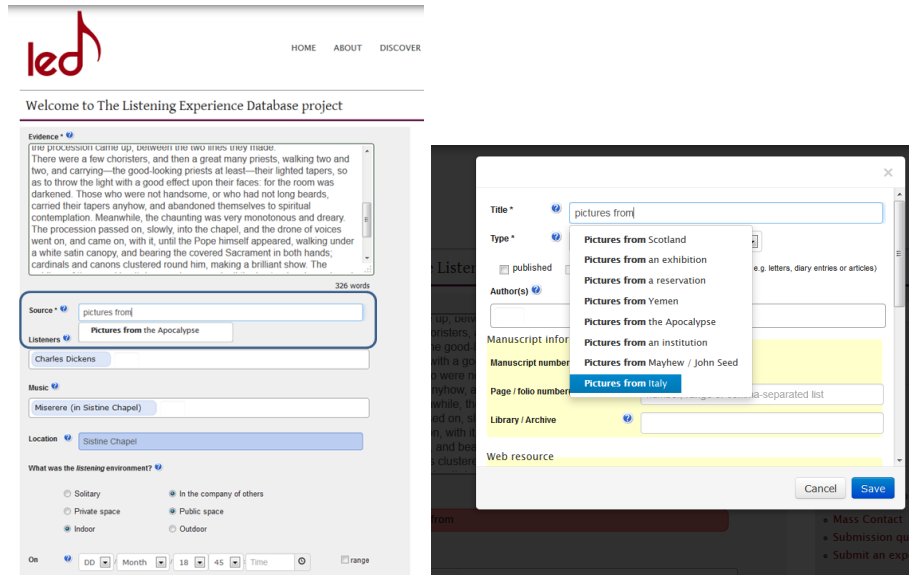 led
HOME ABOUT DISCOVER
Welcome to The Listening Experience Database project
Evidence *
the procession came up, between the two lines they made.
There were a few choristers, and then a great many priests, walking two and
two, and carrying—the good-looking priests at least—their lighted tapers, so
as to throw the light with a good effect upon their faces: for the room was
darkened. Those who were not handsome, or who had not long beards,
carried their tapers anyhow, and abandoned themselves to spiritual
contemplation. Meanwhile, the chaunting was very monotonous and dreary.
The procession passed on, slowly, into the chapel, and the drone of voices
went on, and came on, with it, until the Pope himself appeared, walking under
a white satin canopy, and bearing the covered Sacrament in both hands;
cardinals and canons clustered round him, making a brilliant show. The
326 words
Source *
pictures from
Pictures from the Apocalypse
Listeners
Charles Dickens
Music
Miserere (in Sistine Chapel)
Location
Sistine Chapel
What was the listening environment?
Solitary In the company of others
Private space Public space
Indoor Outdoor
On DD / Month / 18 45 Time range
Title *
pictures from
Type *
Pictures from Scotland
Pictures from an exhibition
Pictures from a reservation
Pictures from Yemen
Pictures from the Apocalypse
Pictures from an institution
Pictures from Mayhew / John Seed
Pictures from Italy
published
e.g. letters, diary entries or articles)
Author(s)
Manuscript infor
Manuscript number
Page / folio number(
a-separated list
Library / Archive
Web resource
Cancel Save
Mass Contact
Submission qu
Submit an exp